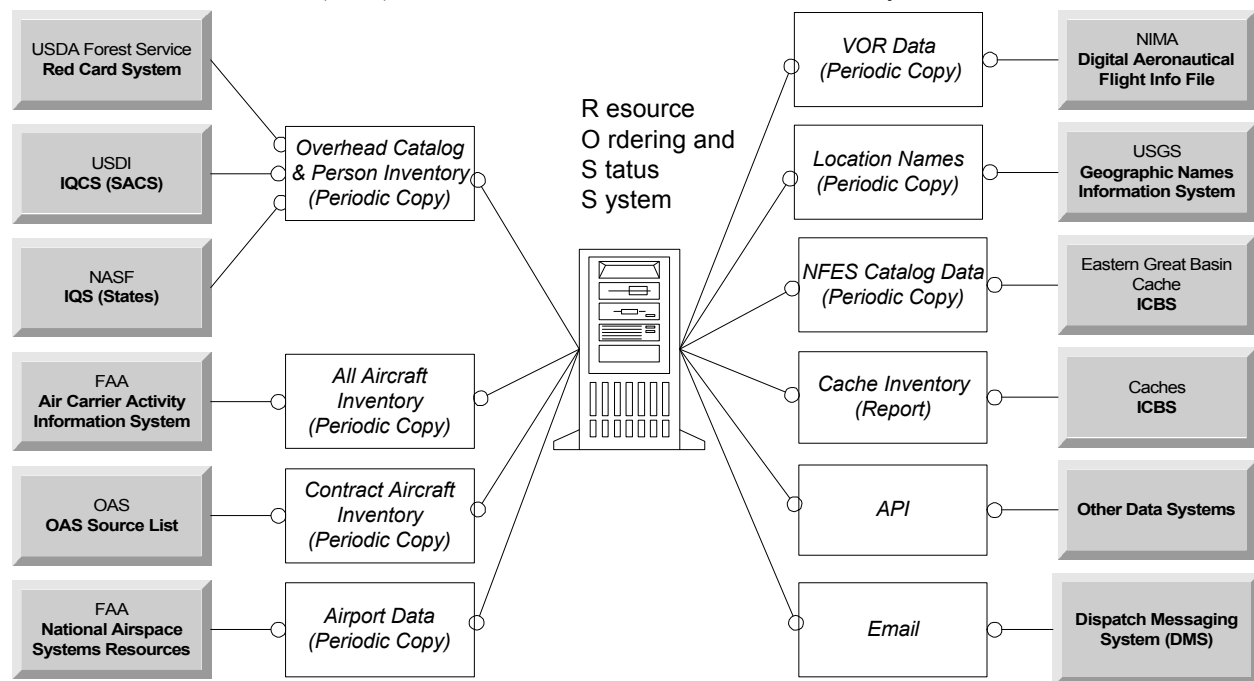 USDA Forest Service
Red Card System
USDI
IQCS (SACS)
NASF
IQS (States)
FAA
Air Carrier Activity
Information System
OAS
OAS Source List
FAA
National Airspace
Systems Resources
Overhead Catalog
& Person Inventory
(Periodic Copy)
All Aircraft
Inventory
(Periodic Copy)
Contract Aircraft
Inventory
(Periodic Copy)
Airport Data
(Periodic Copy)
R esource
O rdering and
S tatus
S ystem
VOR Data
(Periodic Copy)
Location Names
(Periodic Copy)
NFES Catalog Data
(Periodic Copy)
Cache Inventory
(Report)
API
Email
NIMA
Digital Aeronautical
Flight Info File
USGS
Geographic Names
Information System
Eastern Great Basin
Cache
ICBS
Caches
ICBS
Other Data Systems
Dispatch Messaging
System (DMS)